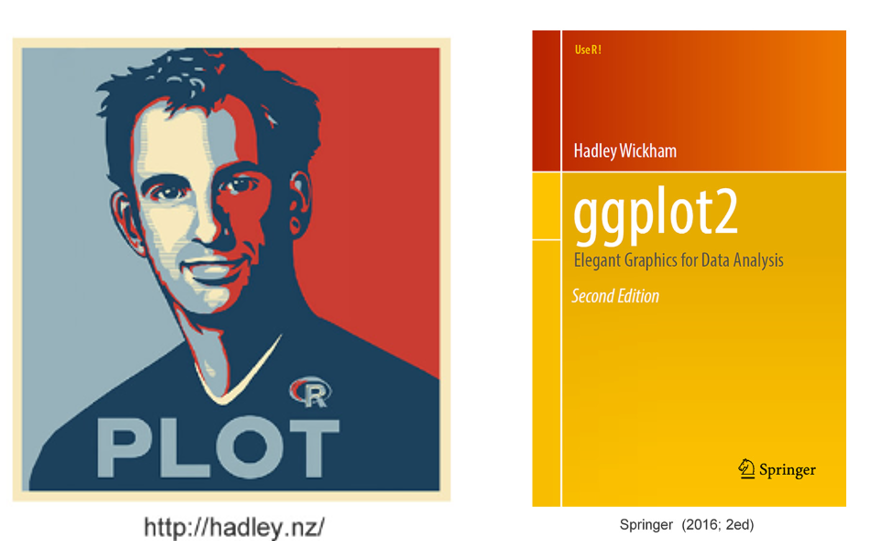 R
PLOT
http://hadley.nz/
Use R!
Hadley Wickham
ggplot2
Elegant Graphics for Data Analysis
Second Edition
Springer
Springer (2016; 2ed)